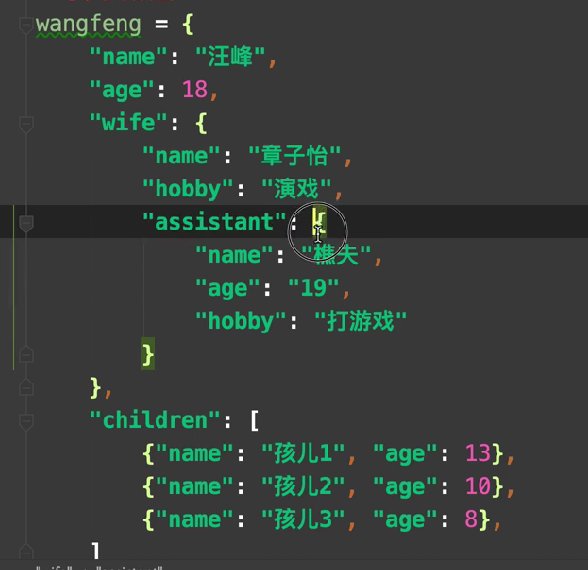 wangfeng = {
"name": "汪峰",
"age": 18,
"wife": {
"name": "章子怡",
"hobby": "演戏",
"assistant": {
"name": "樵夫",
"age": "19",
"hobby": "打游戏"
}
},
"children": [
{"name": "孩儿1", "age": 13},
{"name": "孩儿2", "age": 10},
{"name": "孩儿3", "age": 8},
]